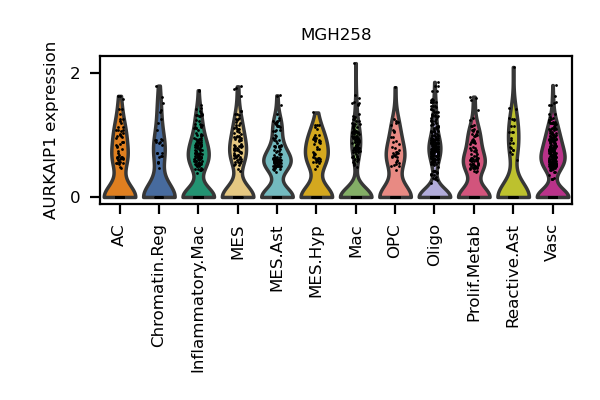 MGH258
AURKAIP1 expression
2
0
AC
Chromatin.Reg
Inflammatory.Mac
MES
MES.Ast
MES.Hyp
Mac
OPC
Oligo
Prolif.Metab
Reactive.Ast
Vasc